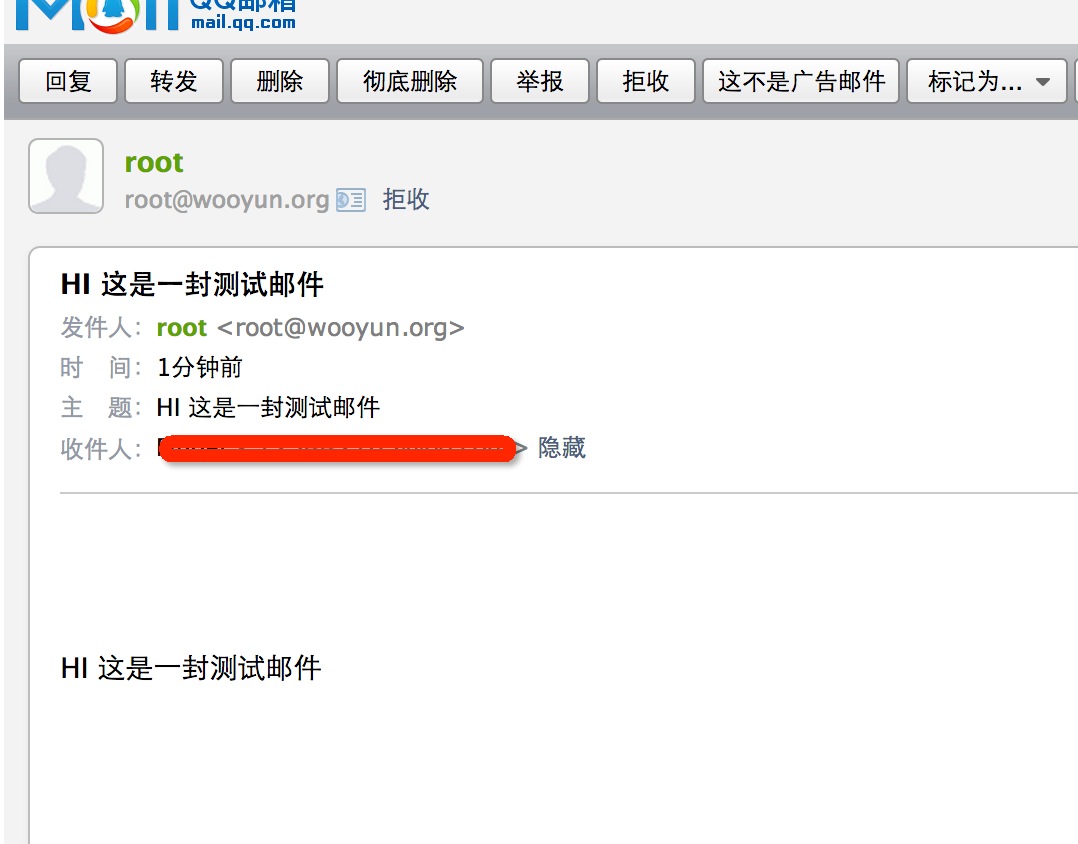 Mail QQ邮箱
mail.qq.com
回复 转发 删除 彻底删除 举报 拒收 这不是广告邮件 标记为...
root
root@wooyun.org 拒收
HI 这是一封测试邮件
发件人: root <root@wooyun.org>
时 间: 1分钟前
主 题: HI 这是一封测试邮件
收件人: > 隐藏
HI 这是一封测试邮件